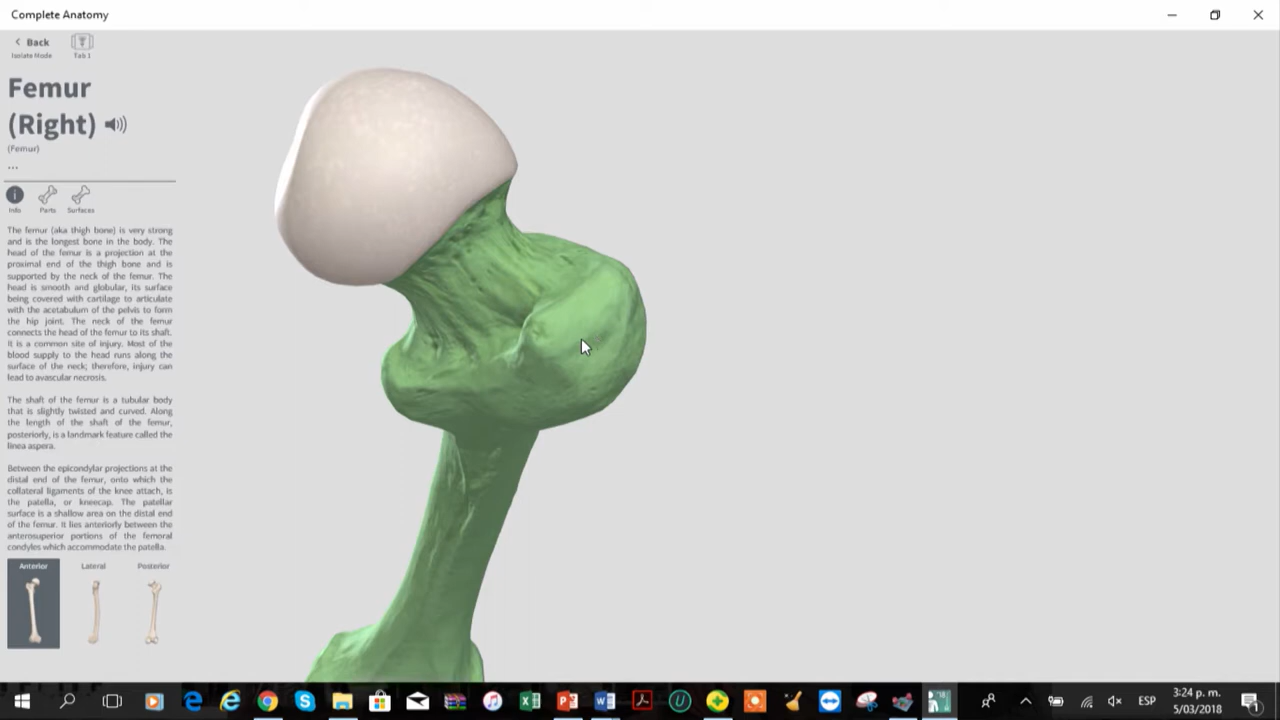 Complete Anatomy
Back
Isolate Mode
Tab 1
Femur
(Right)
(Femur)
...
Info
Parts
Surfaces
The femur (aka thigh bone) is very strong
and is the longest bone in the body. The
head of the femur is a projection at the
proximal end of the thigh bone and is
supported by the neck of the femur. The
head is smooth and globular, its surface
being covered with cartilage to articulate
with the acetabulum of the pelvis to form
the hip joint. The neck of the femur
connects the head of the femur to its shaft.
It is a common site of injury. Most of the
blood supply to the head runs along the
surface of the neck; therefore, injury can
lead to avascular necrosis.
The shaft of the femur is a tubular body
that is slightly twisted and curved. Along
the length of the shaft of the femur,
posteriorly, is a landmark feature called the
linea aspera.
Between the epicondylar projections at the
distal end of the femur, onto which the
collateral ligaments of the knee attach, is
the patella, or kneecap. The patellar
surface is a shallow area on the distal end
of the femur. It lies anteriorly between the
anterosuperior portions of the femoral
condyles which accommodate the patella.
Anterior
Lateral
Posterior
ESP
3:24 p. m.
5/03/2018